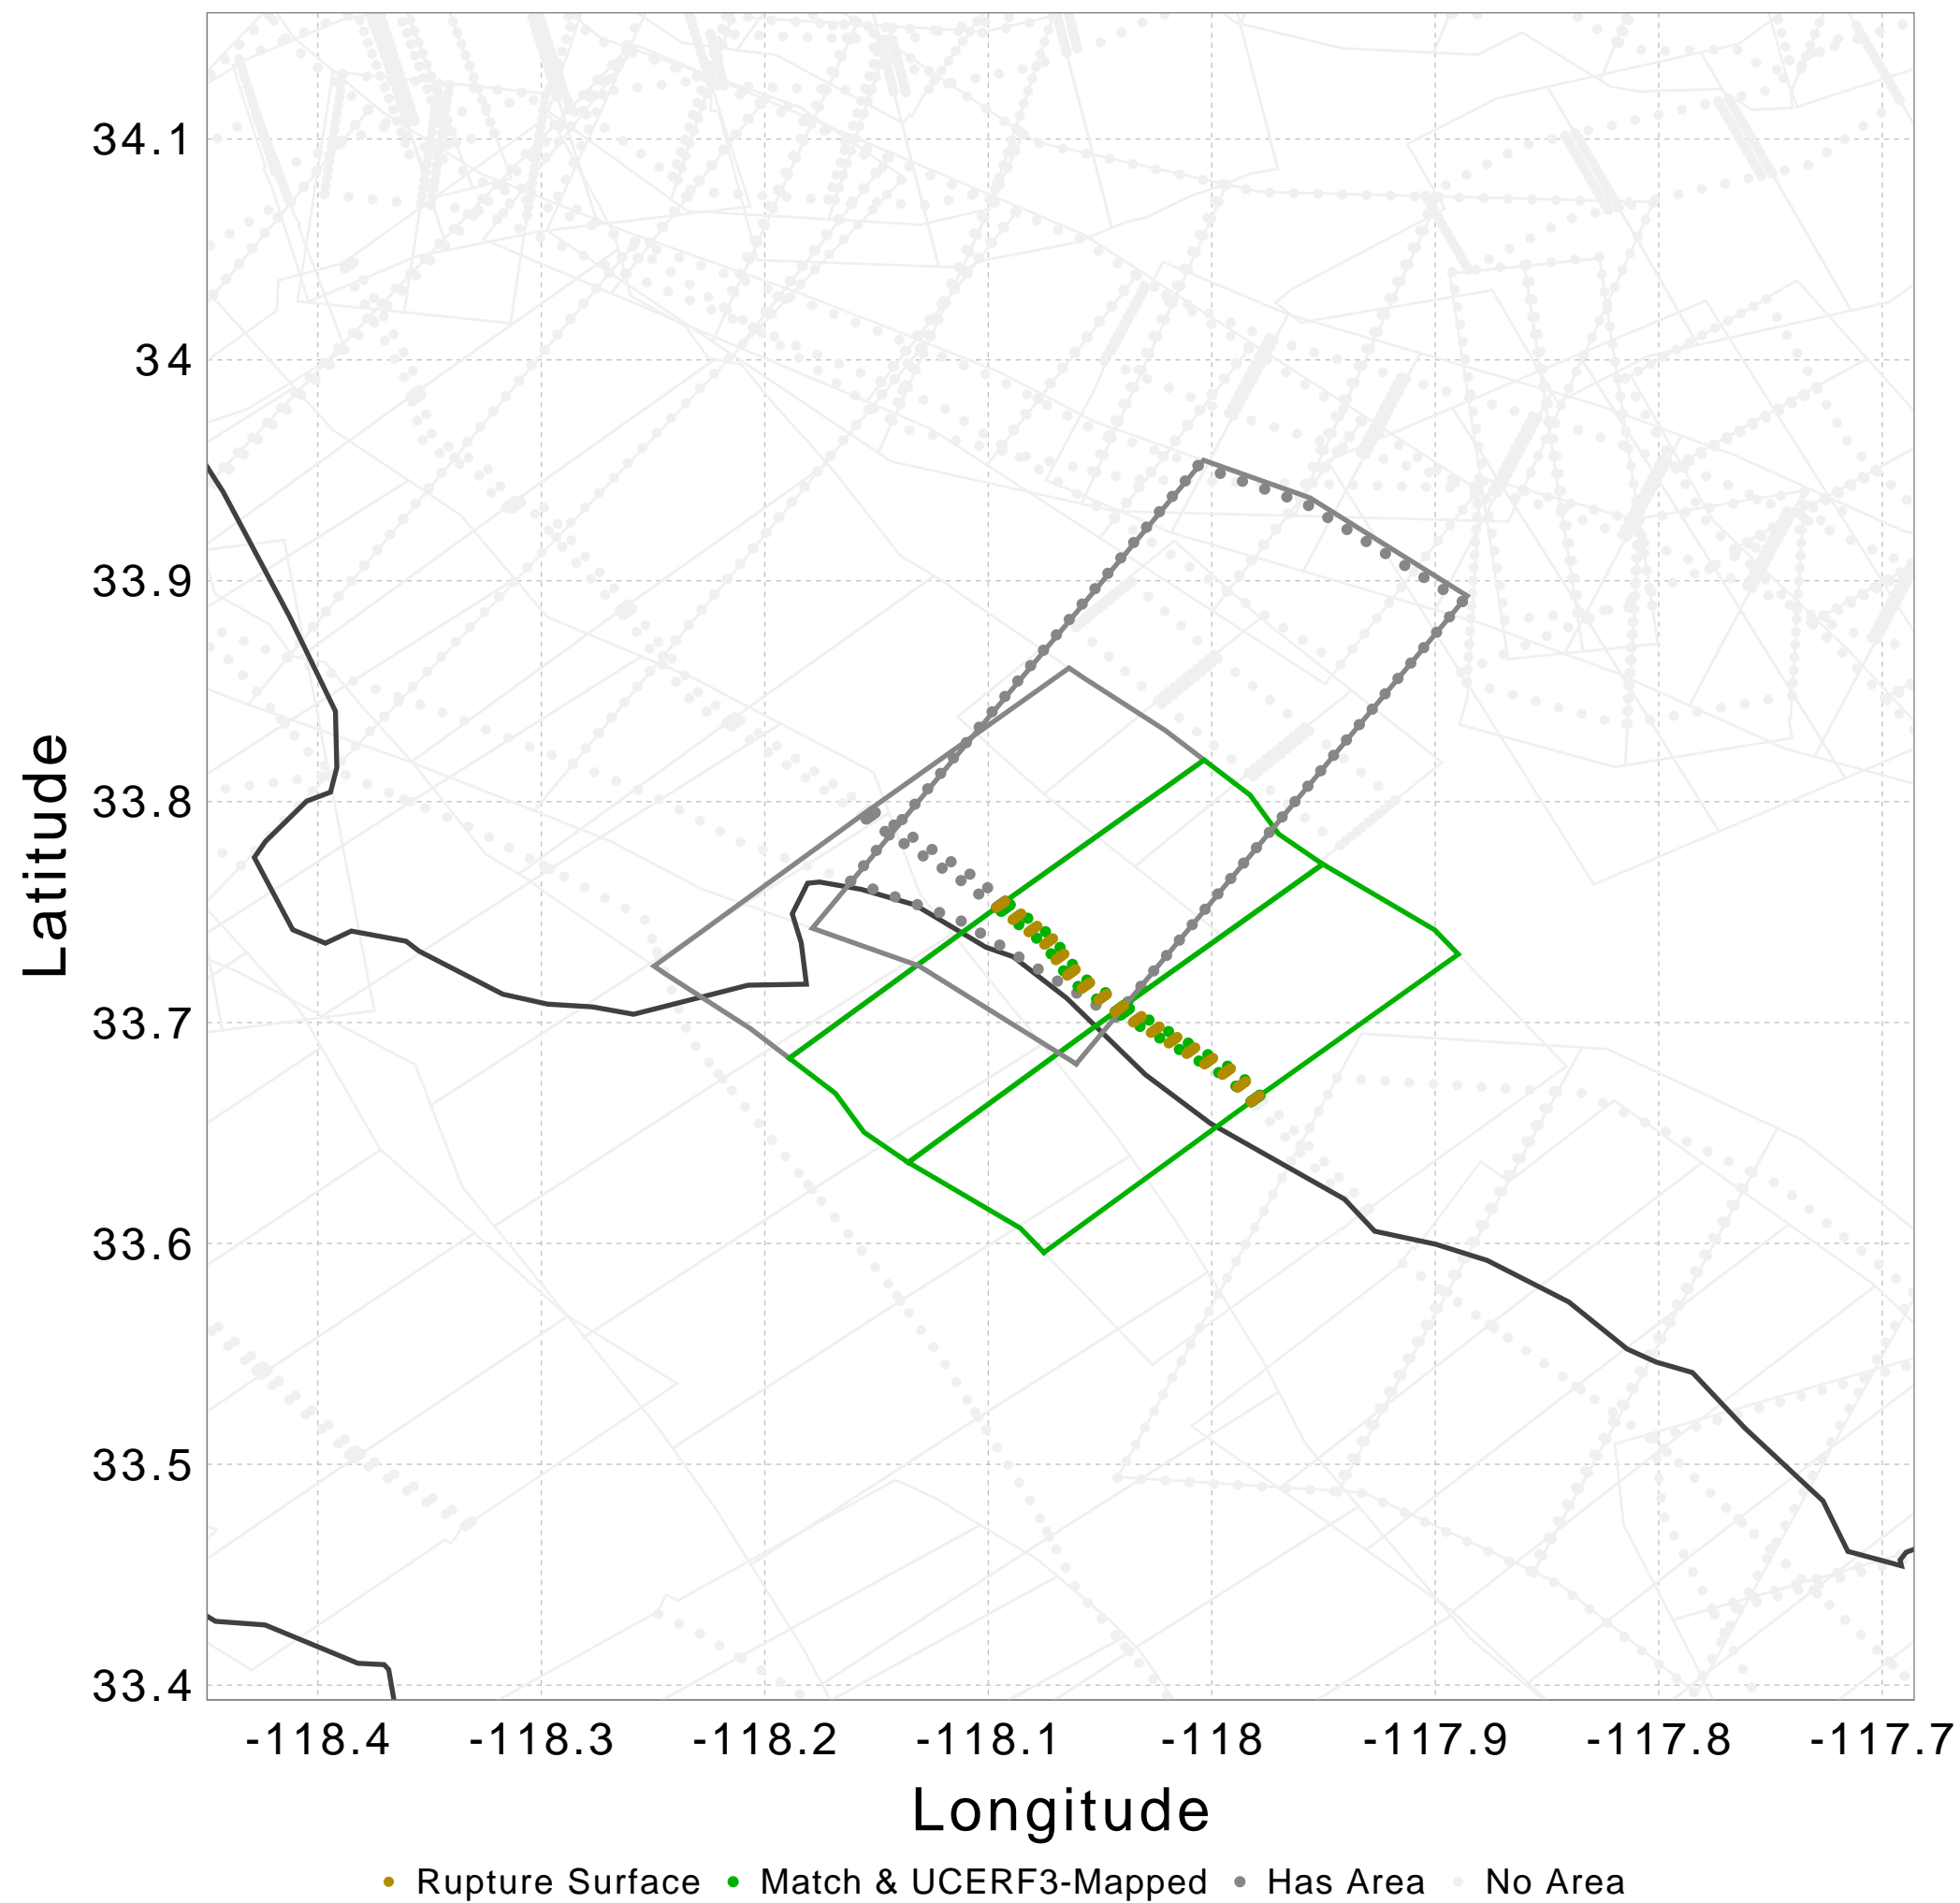 34.1
34
33.9
33.8
33.7
33.6
33.5
33.4
Latitude
-118.4 -118.3 -118.2 -118.1 -118 -117.9 -117.8 -117.7
Longitude
Rupture Surface Match & UCERF3-Mapped Has Area No Area